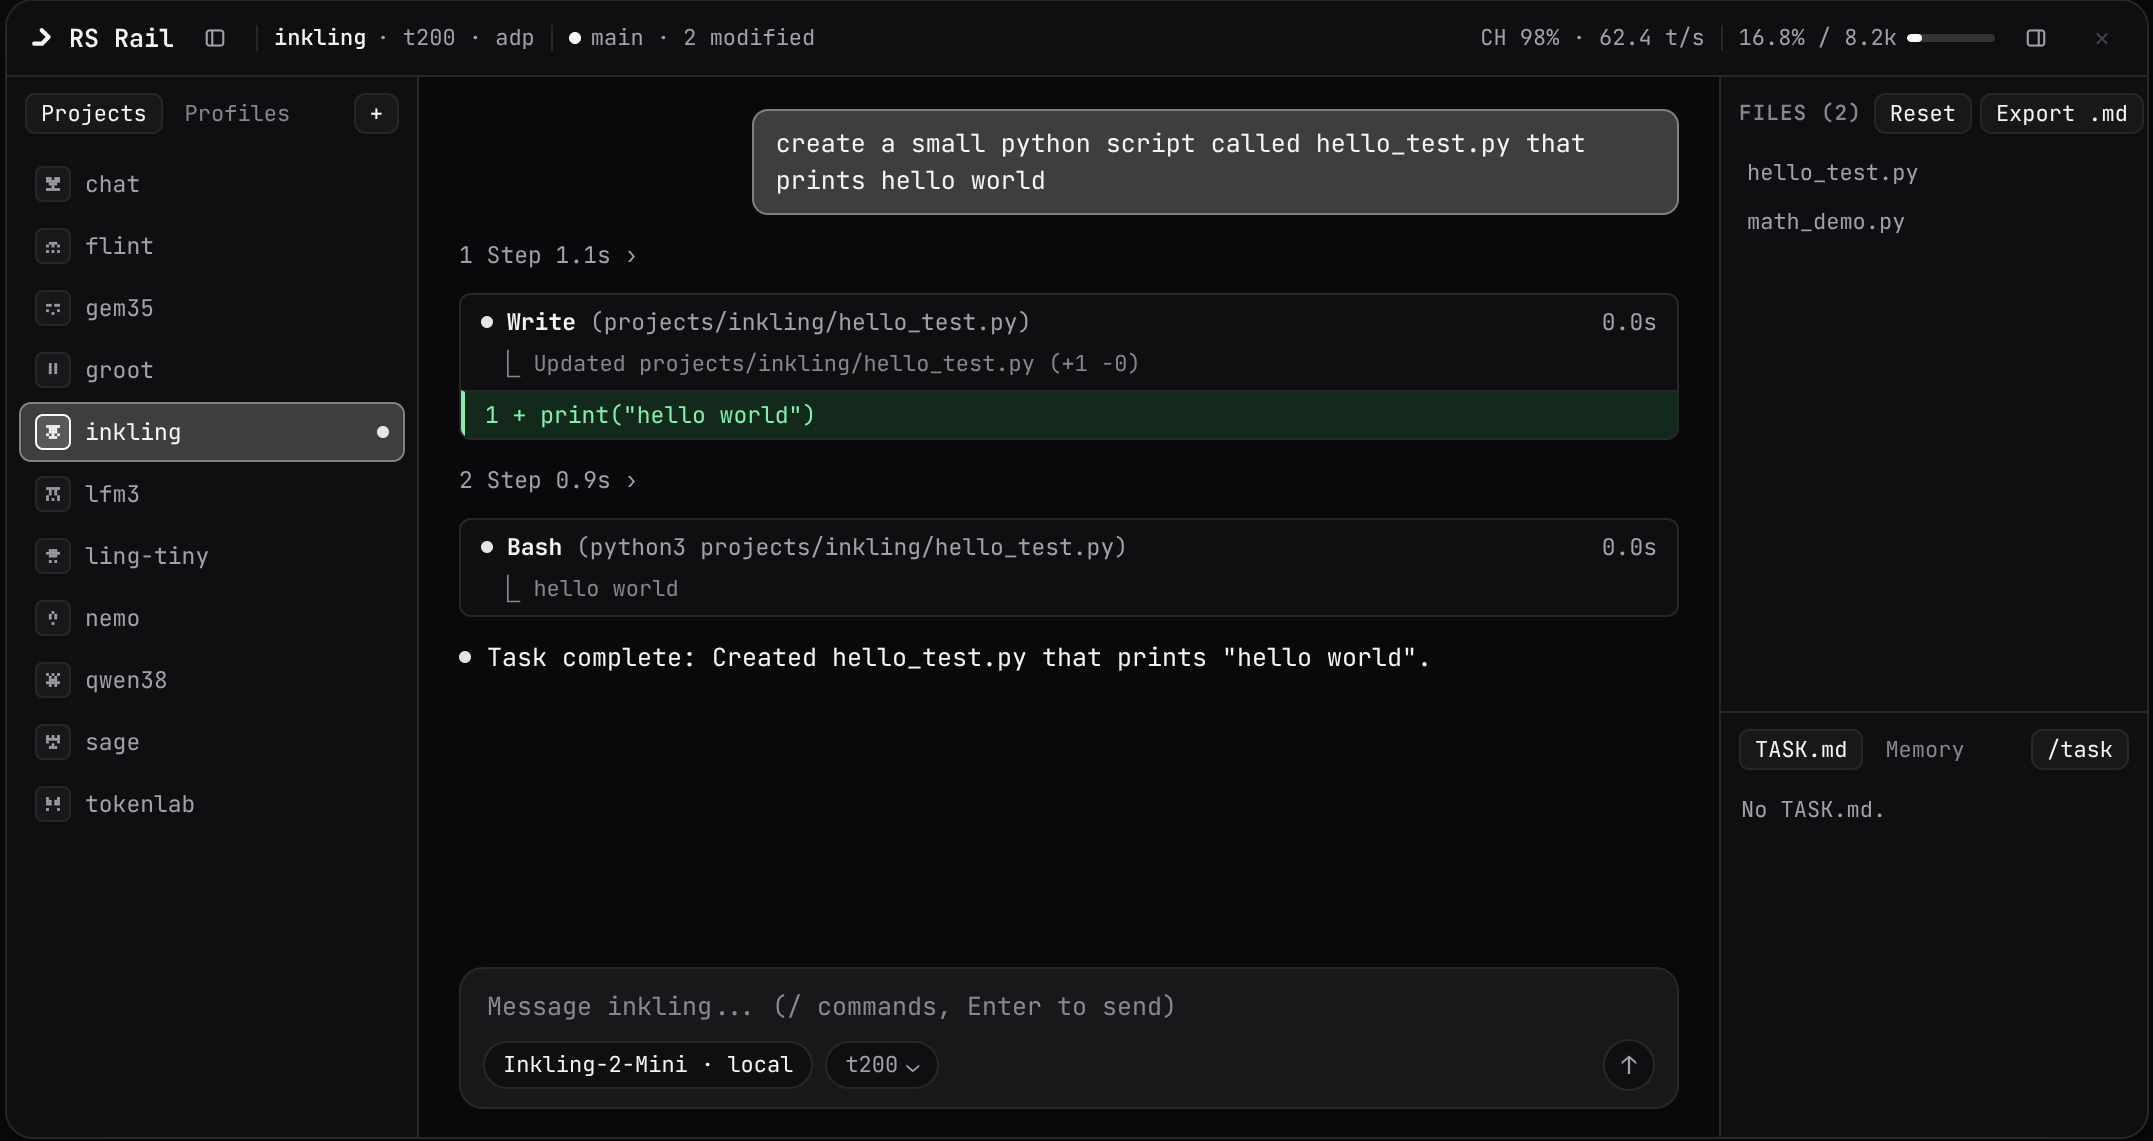 RS Rail
inkling · t200 · adp
main · 2 modified
CH 98% · 62.4 t/s
16.8% / 8.2k
Projects
Profiles
+
chat
flint
gem35
groot
inkling
lfm3
ling-tiny
nemo
qwen38
sage
tokenlab
create a small python script called hello_test.py that
prints hello world
1 Step 1.1s ›
Write (projects/inkling/hello_test.py) 0.0s
Updated projects/inkling/hello_test.py (+1 -0)
1 + print("hello world")
2 Step 0.9s ›
Bash (python3 projects/inkling/hello_test.py) 0.0s
hello world
Task complete: Created hello_test.py that prints "hello world".
Message inkling... (/ commands, Enter to send)
Inkling-2-Mini · local
t200
FILES (2)
Reset
Export .md
hello_test.py
math_demo.py
TASK.md
Memory
/task
No TASK.md.